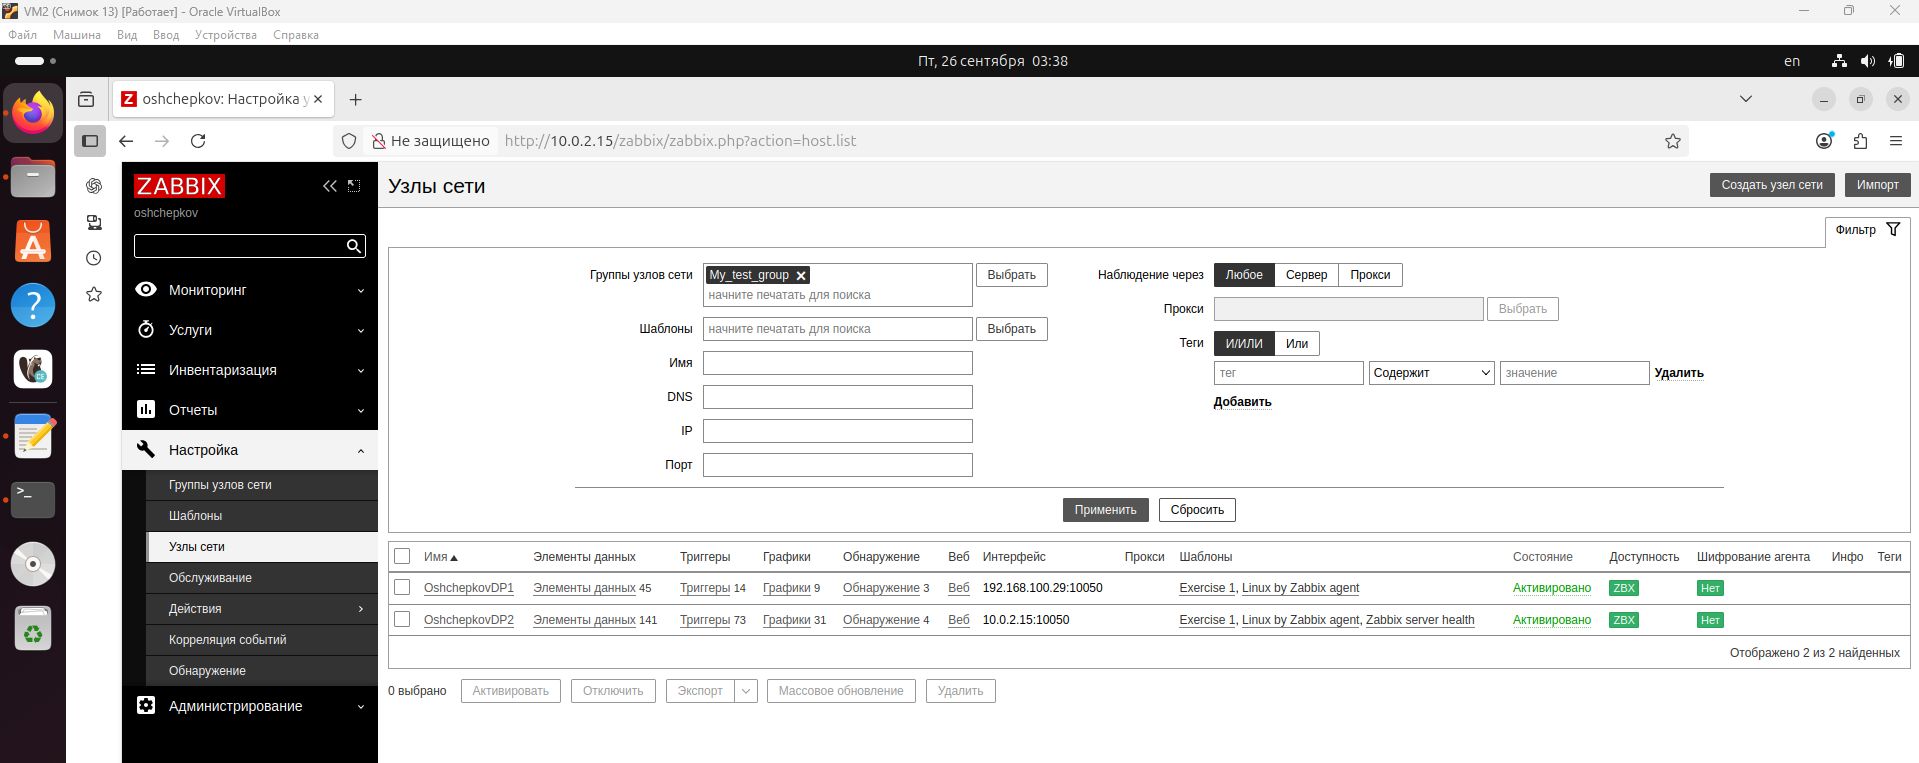 VM2 (Снимок 13) [Работает] - Oracle VirtualBox
Файл Машина Вид Ввод Устройства Справка
Пт, 26 сентября 03:38 en
oshchepkov: Настройка у
Не защищено http://10.0.2.15/zabbix/zabbix.php?action=host.list
ZABBIX
oshchepkov
Мониторинг
Услуги
Инвентаризация
Отчеты
Настройка
Группы узлов сети
Шаблоны
Узлы сети
Обслуживание
Действия
Корреляция событий
Обнаружение
Администрирование
Узлы сети Создать узел сети Импорт
Фильтр
Группы узлов сети My_test_group Выбрать
начните печатать для поиска
Шаблоны начните печатать для поиска Выбрать
Имя
DNS
IP
Порт
Наблюдение через Любое Сервер Прокси
Прокси Выбрать
Теги И/ИЛИ Или
тег Содержит значение Удалить
Добавить
Применить Сбросить
Имя Элементы данных Триггеры Графики Обнаружение Веб Интерфейс Прокси Шаблоны Состояние Доступность Шифрование агента Инфо Теги
OshchepkovDP1 Элементы данных 45 Триггеры 14 Графики 9 Обнаружение 3 Веб 192.168.100.29:10050 Exercise 1, Linux by Zabbix agent Активировано ZBX Нет
OshchepkovDP2 Элементы данных 141 Триггеры 73 Графики 31 Обнаружение 4 Веб 10.0.2.15:10050 Exercise 1, Linux by Zabbix agent, Zabbix server health Активировано ZBX Нет
Отображено 2 из 2 найденных
0 выбрано Активировать Отключить Экспорт Массовое обновление Удалить